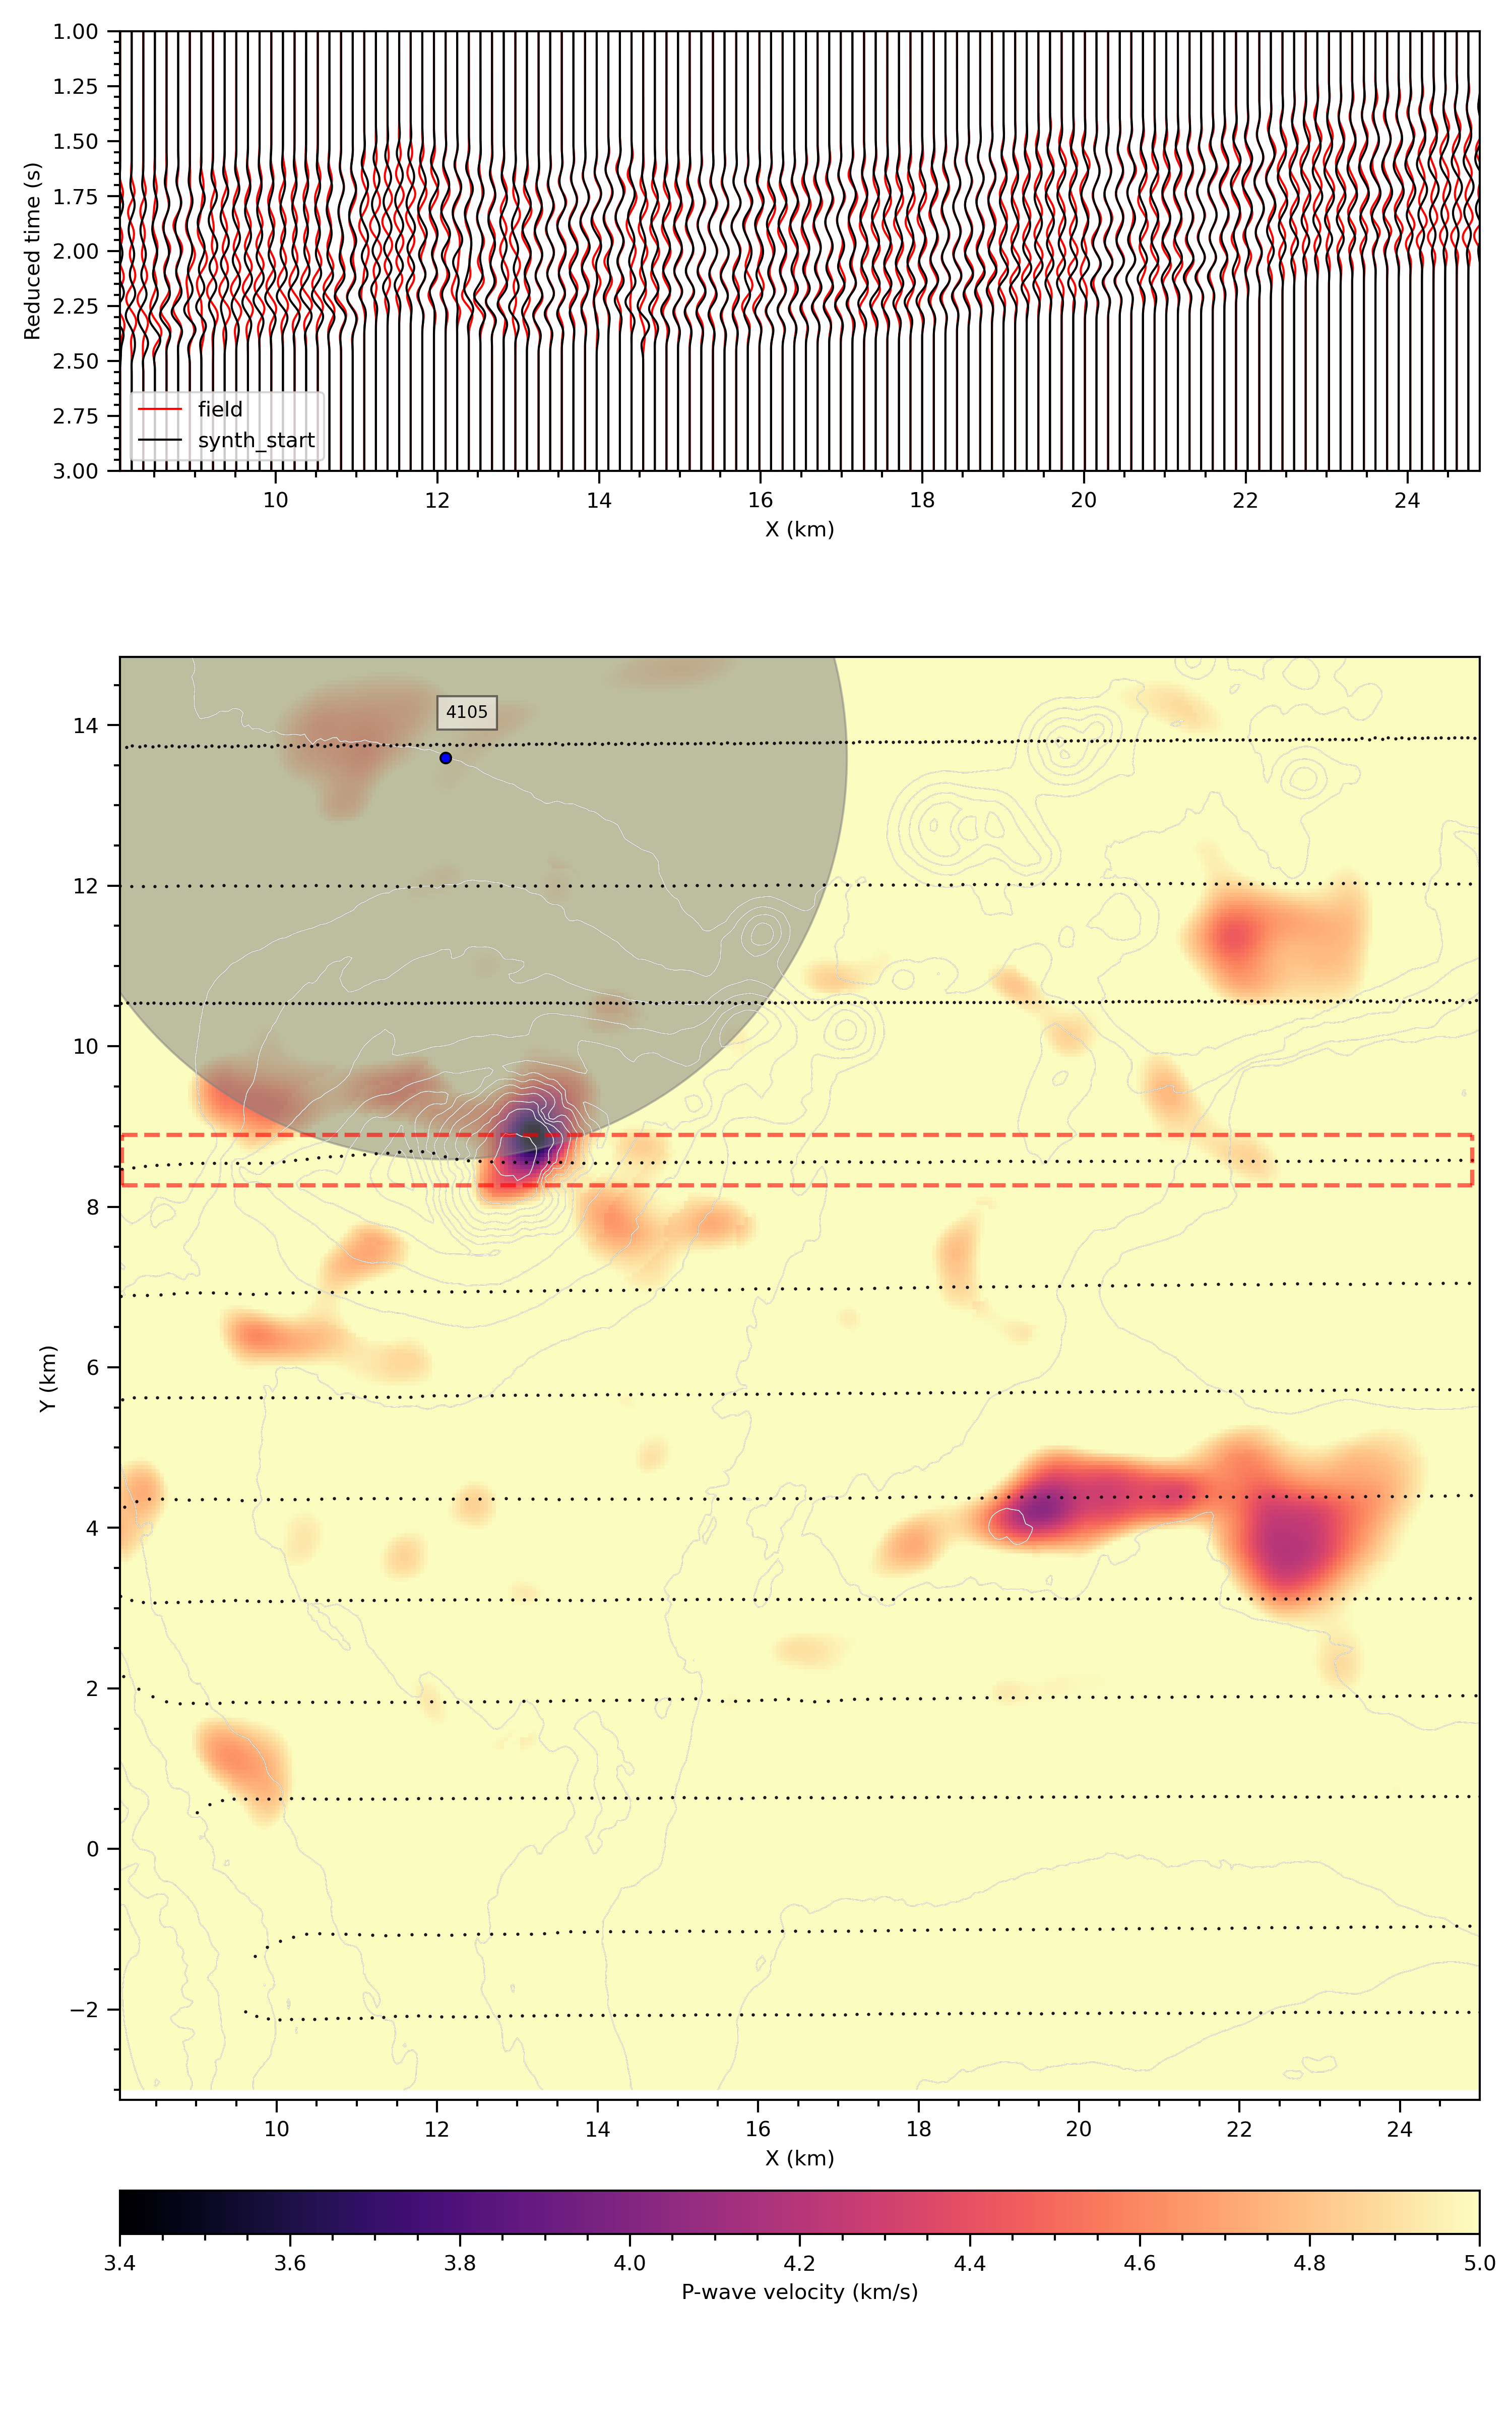 1.00
1.25
1.50
1.75
2.00
2.25
2.50
2.75
3.00
Reduced time (s)
field
synth_start
10 12 14 16 18 20 22 24
X (km)
4105
14
12
10
8
6
4
2
0
−2
Y (km)
10 12 14 16 18 20 22 24
X (km)
3.4 3.6 3.8 4.0 4.2 4.4 4.6 4.8 5.0
P-wave velocity (km/s)